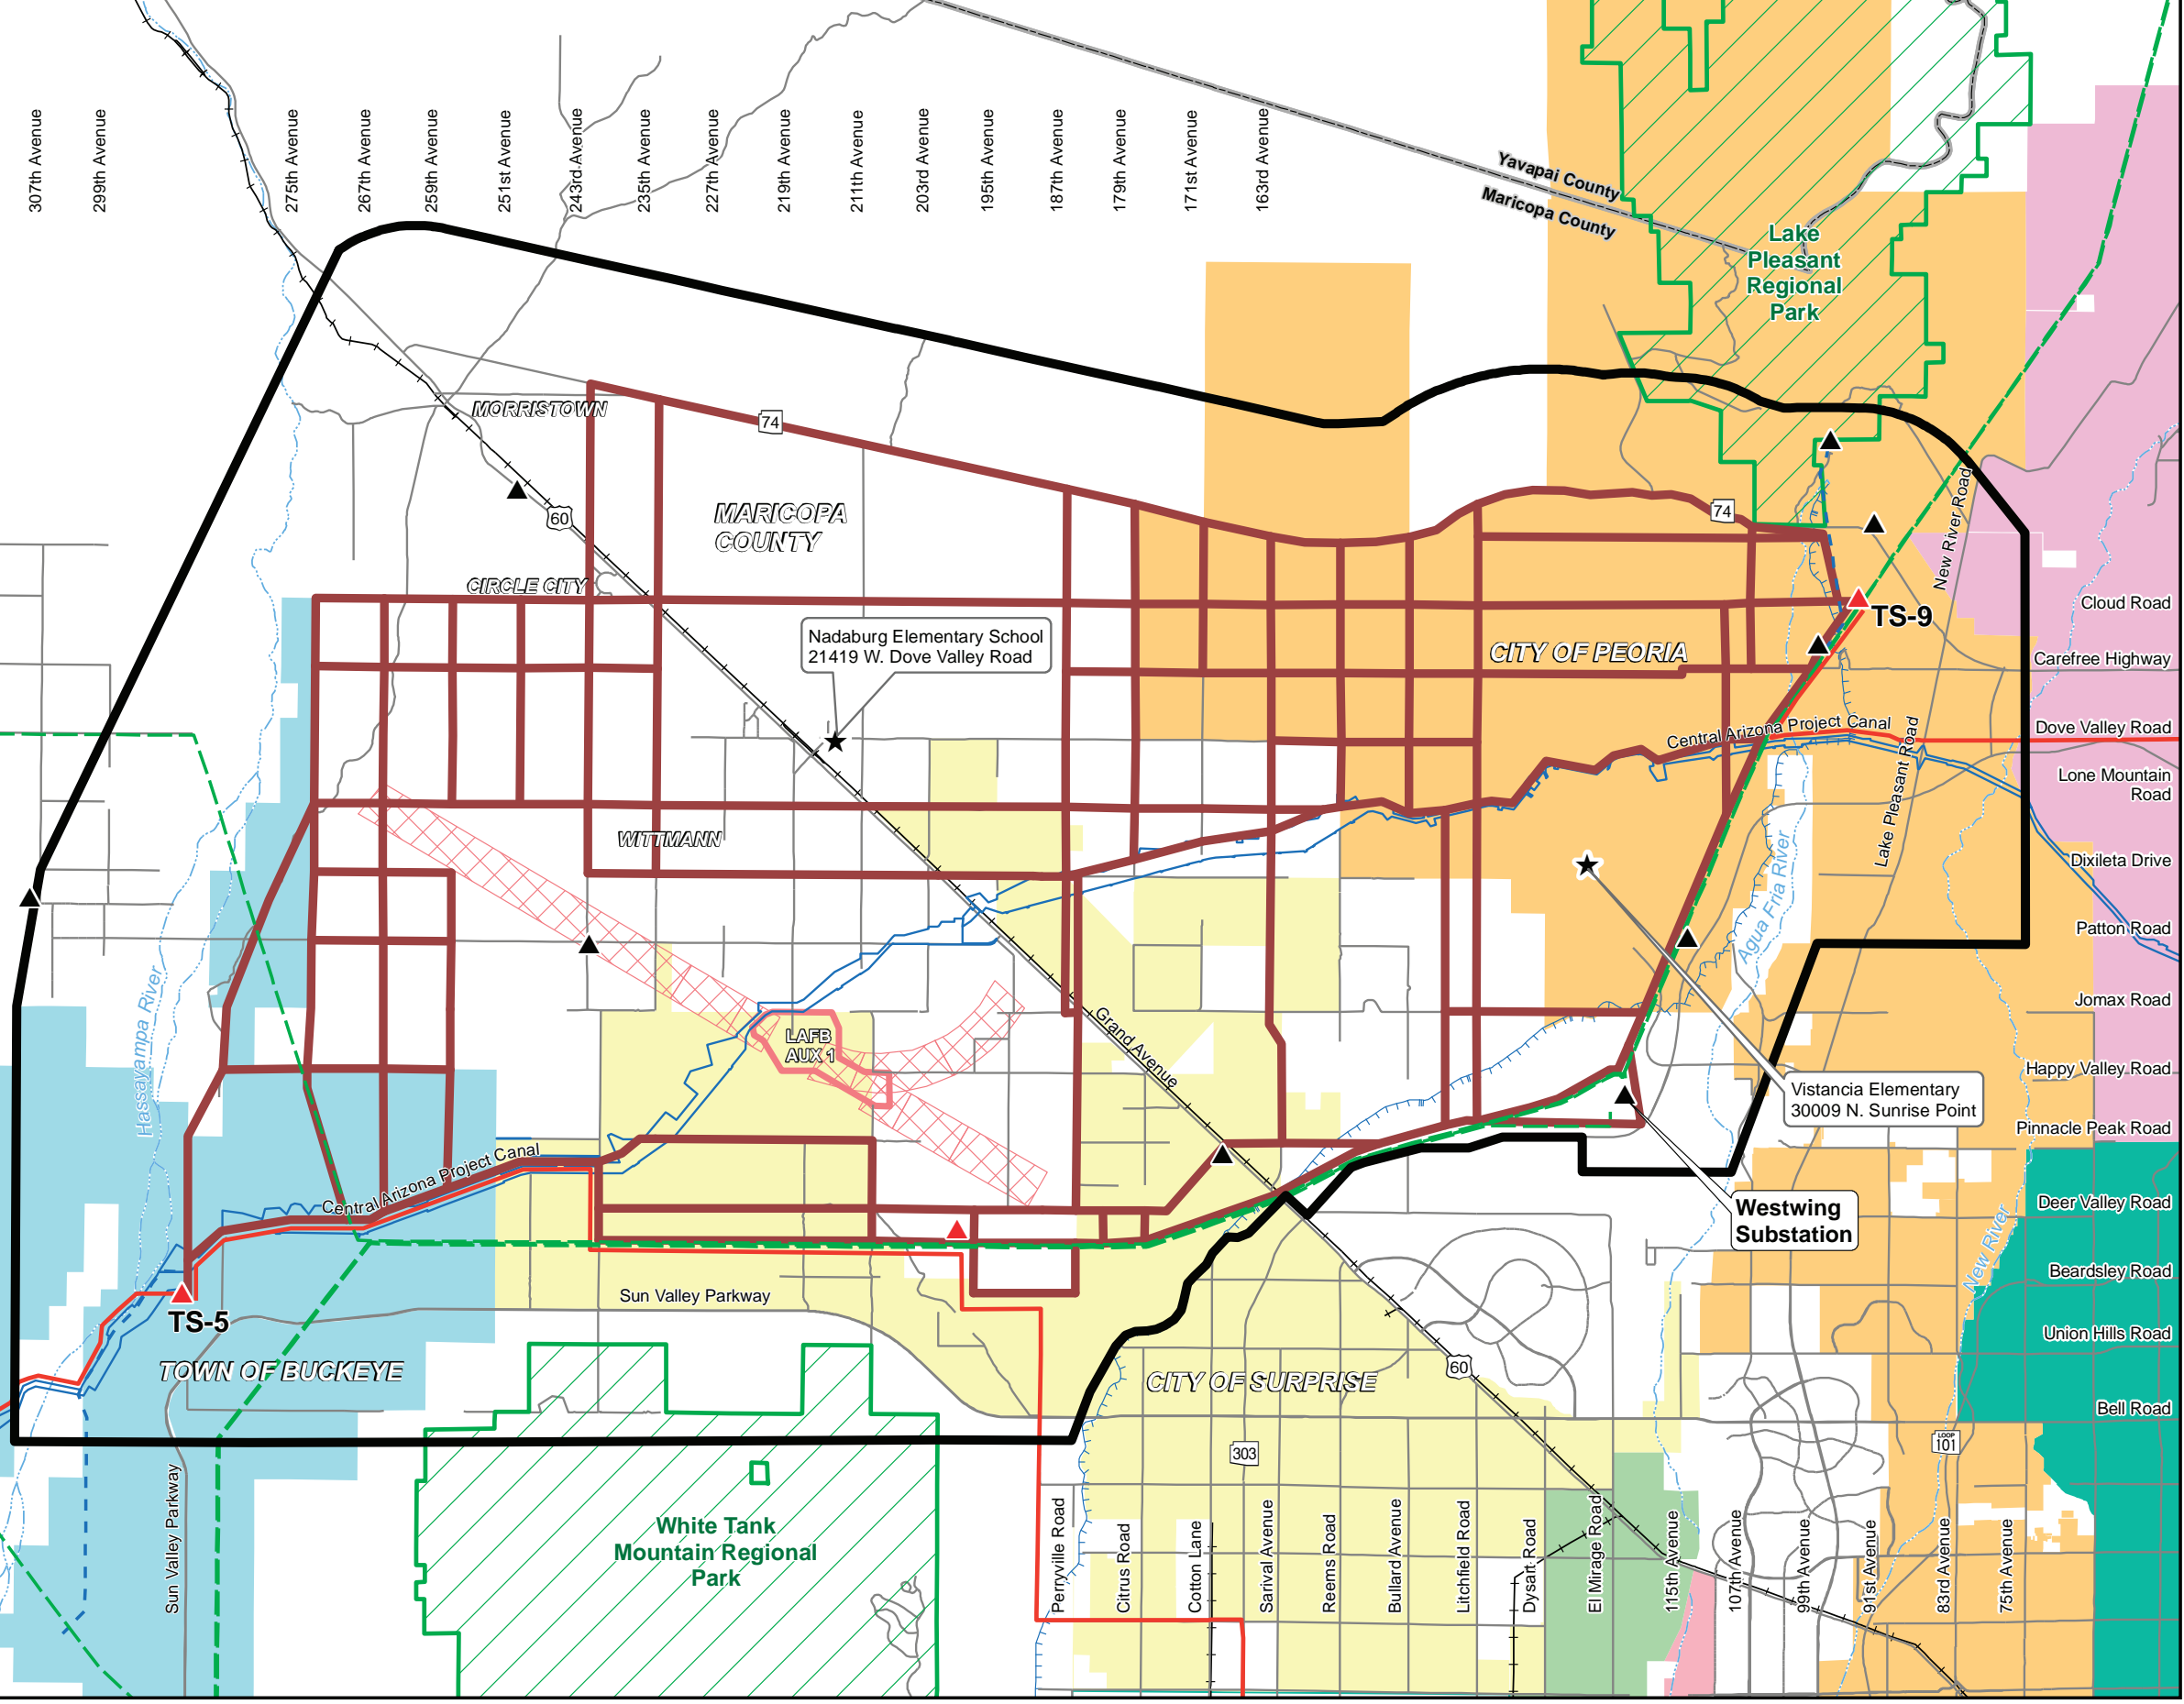 307th Avenue
299th Avenue
275th Avenue
267th Avenue
259th Avenue
251st Avenue
243rd Avenue
235th Avenue
227th Avenue
219th Avenue
211th Avenue
203rd Avenue
195th Avenue
187th Avenue
179th Avenue
171st Avenue
163rd Avenue
Yavapai County
Maricopa County
Lake
Pleasant
Regional
Park
MORRISTOWN
74
MARICOPA
COUNTY
60
74
New River Road
CIRCLE CITY
Cloud Road
TS-9
Nadaburg Elementary School
21419 W. Dove Valley Road
CITY OF PEORIA
Carefree Highway
Central Arizona Project Canal
Dove Valley Road
Lone Mountain
Road
Lake Pleasant Road
WITTMANN
Dixileta Drive
Agua Fria River
Patton Road
Hassayampa River
Jomax Road
LAFB
AUX 1
Grand Avenue
Happy Valley Road
Vistancia Elementary
30009 N. Sunrise Point
Pinnacle Peak Road
Central Arizona Project Canal
Deer Valley Road
Westwing
Substation
New River
Beardsley Road
Sun Valley Parkway
TS-5
Union Hills Road
TOWN OF BUCKEYE
CITY OF SURPRISE
60
Bell Road
303
LOOP
101
Sun Valley Parkway
White Tank
Mountain Regional
Park
Perryville Road
Citrus Road
Cotton Lane
Sarival Avenue
Reems Road
Bullard Avenue
Litchfield Road
Dysart Road
El Mirage Road
115th Avenue
107th Avenue
99th Avenue
91st Avenue
83rd Avenue
75th Avenue